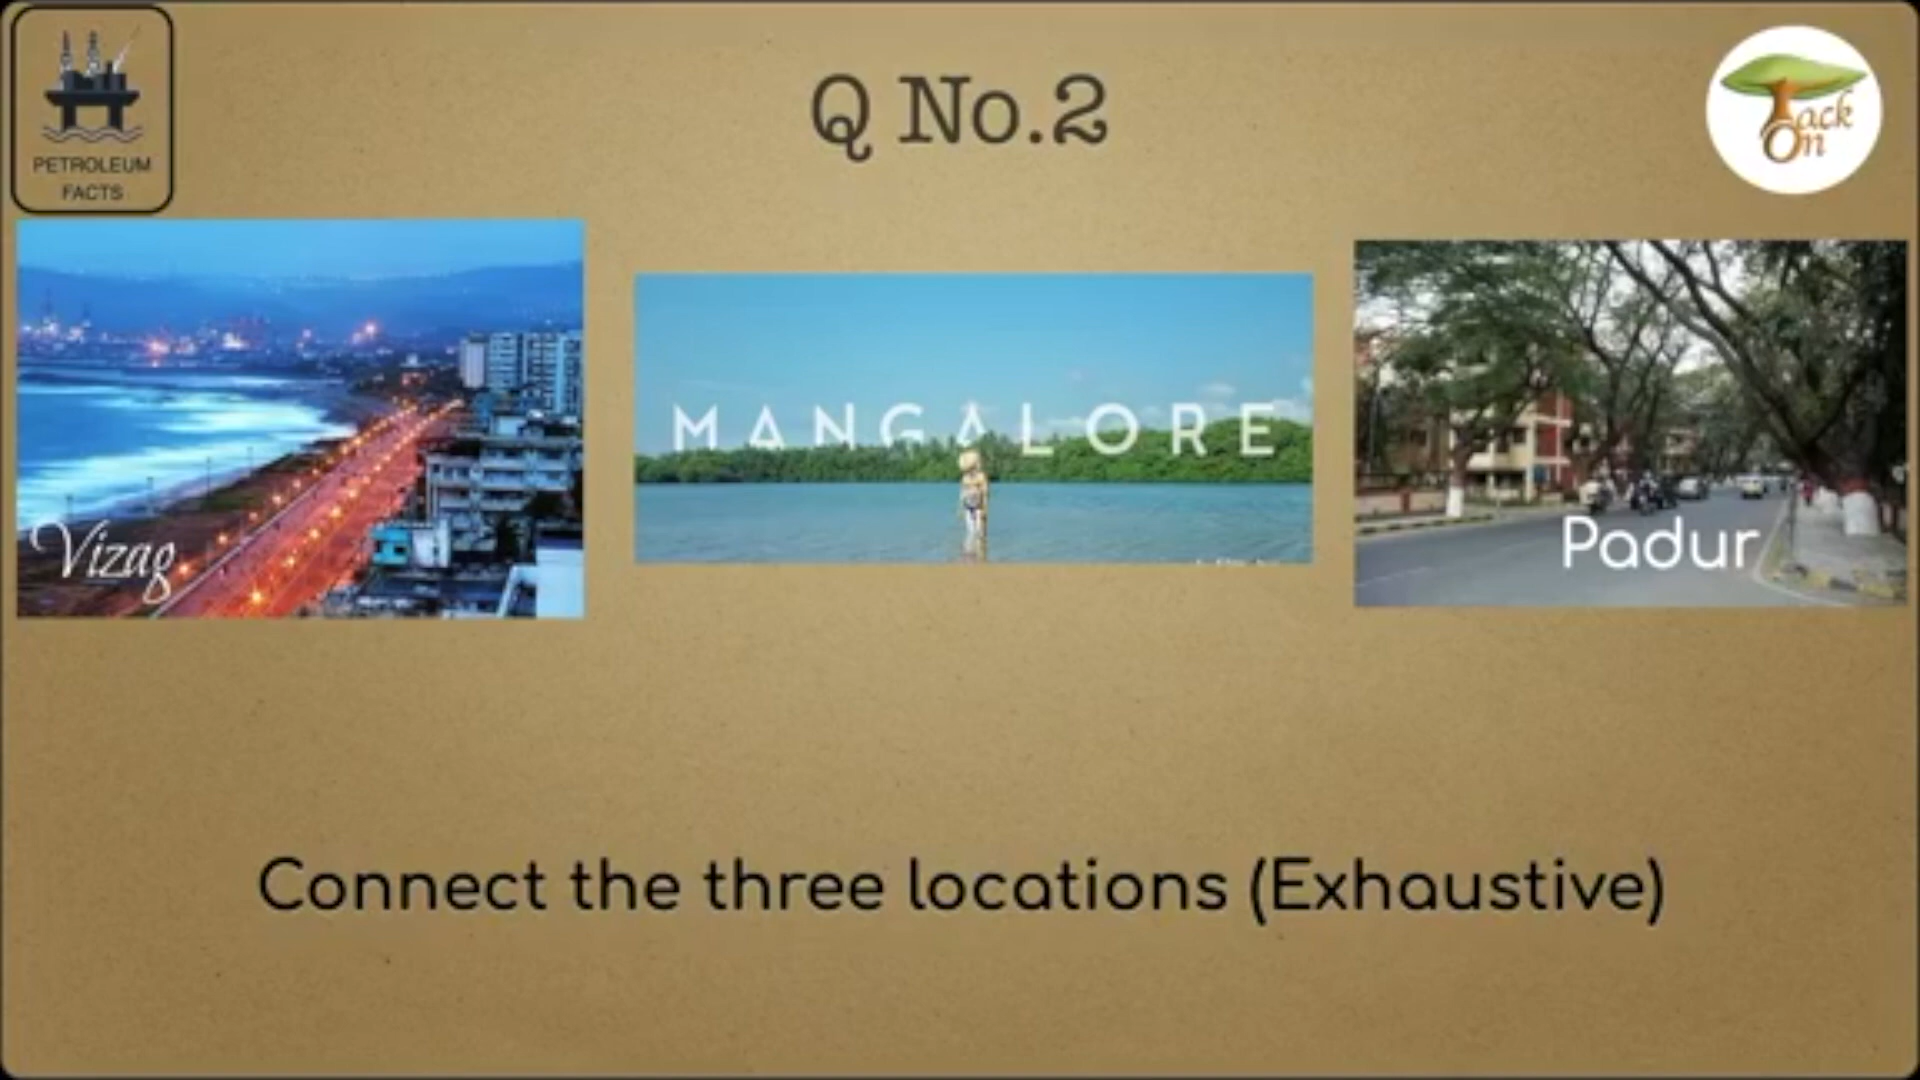 PETROLEUM
FACTS
Q No.2
Tack
On
Vizag
MANGALORE
Padur
Connect the three locations (Exhaustive)